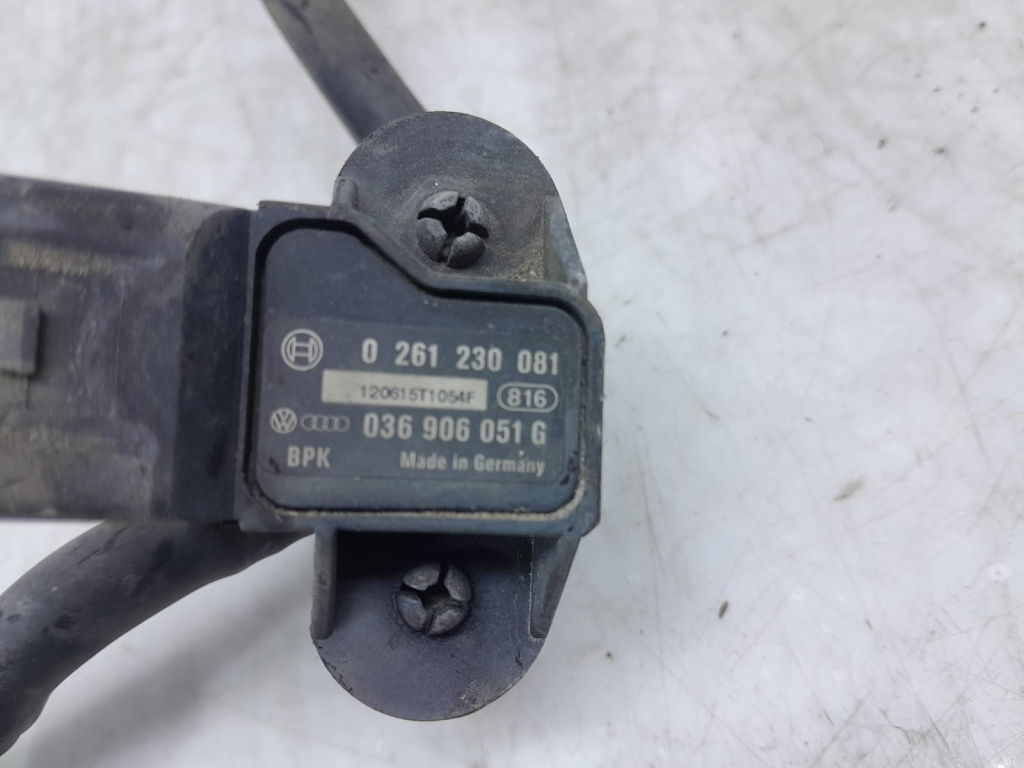 0 261 230 081
120615T1054F 816
036 906 051 G
BPK Made in Germany